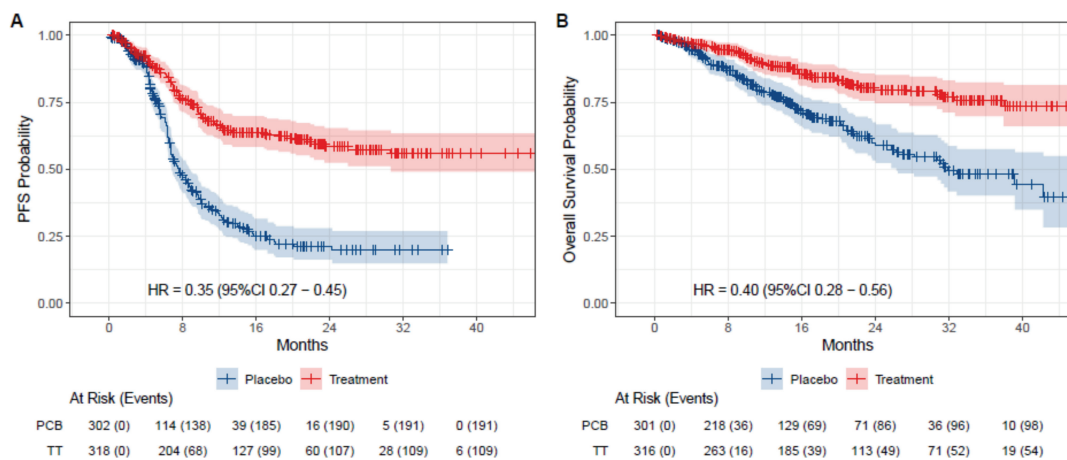 A
PFS Probability
1.00
0.75
0.50
0.25
0.00
HR = 0.35 (95%CI 0.27 − 0.45)
0 8 16 24 32 40
Months
Placebo Treatment
At Risk (Events)
PCB 302 (0) 114 (138) 39 (185) 16 (190) 5 (191) 0 (191)
TT 318 (0) 204 (68) 127 (99) 60 (107) 28 (109) 6 (109)
B
Overall Survival Probability
1.00
0.75
0.50
0.25
0.00
HR = 0.40 (95%CI 0.28 − 0.56)
0 8 16 24 32 40
Months
Placebo Treatment
At Risk (Events)
PCB 301 (0) 218 (36) 129 (69) 71 (86) 36 (96) 10 (98)
TT 316 (0) 263 (16) 185 (39) 113 (49) 71 (52) 19 (54)